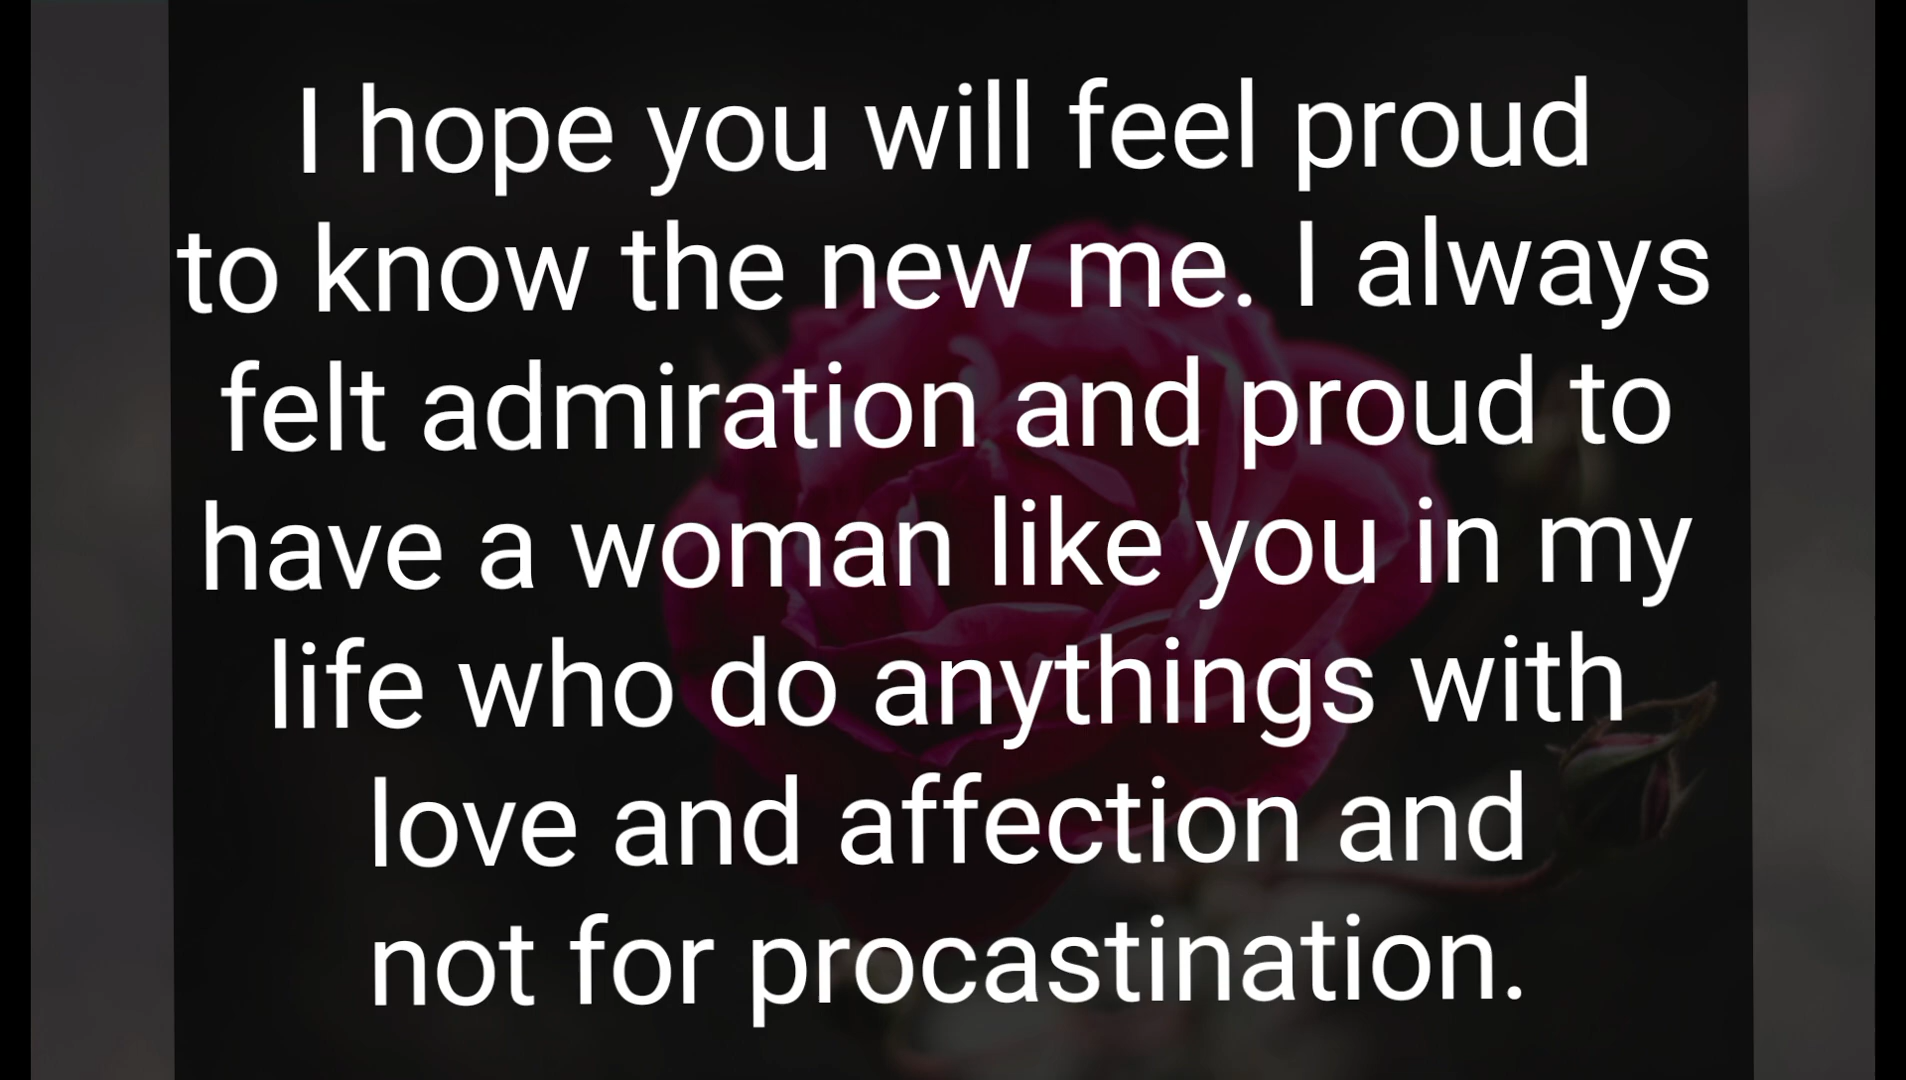 I hope you will feel proud
to know the new me. I always
felt admiration and proud to
have a woman like you in my
life who do anythings with
love and affection and
not for procastination.